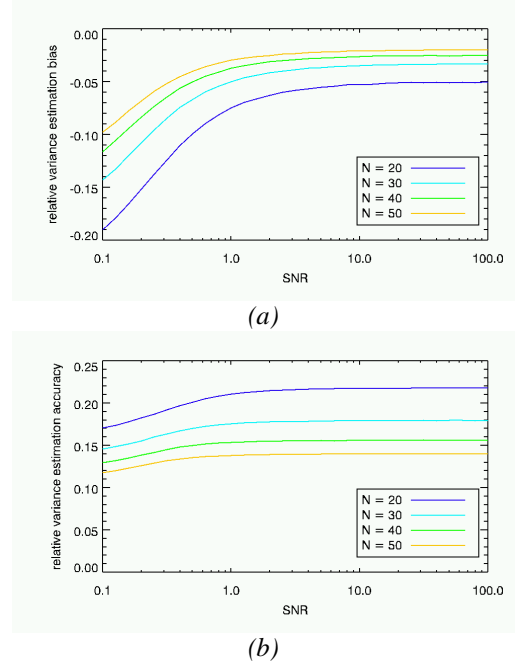 relative variance estimation bias
0.00
-0.05
-0.10
-0.15
-0.20
N = 20
N = 30
N = 40
N = 50
0.1 1.0 10.0 100.0
SNR
(a)
relative variance estimation accuracy
0.25
0.20
0.15
0.10
0.05
0.00
N = 20
N = 30
N = 40
N = 50
0.1 1.0 10.0 100.0
SNR
(b)